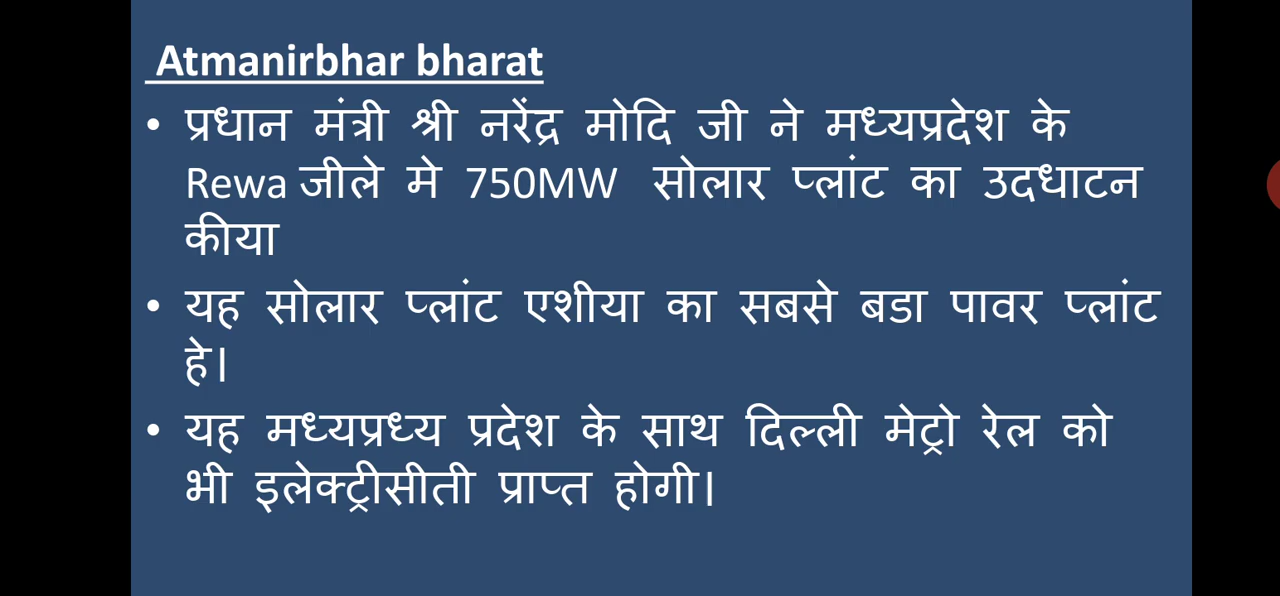 Atmanirbhar bharat
• प्रधान मंत्री श्री नरेंद्र मोदि जी ने मध्यप्रदेश के
Rewa जीले मे 750MW सोलार प्लांट का उदधाटन
कीया
• यह सोलार प्लांट एशीया का सबसे बडा पावर प्लांट
हे।
• यह मध्यप्रध्य प्रदेश के साथ दिल्ली मेट्रो रेल को
भी इलेक्ट्रीसीती प्राप्त होगी।